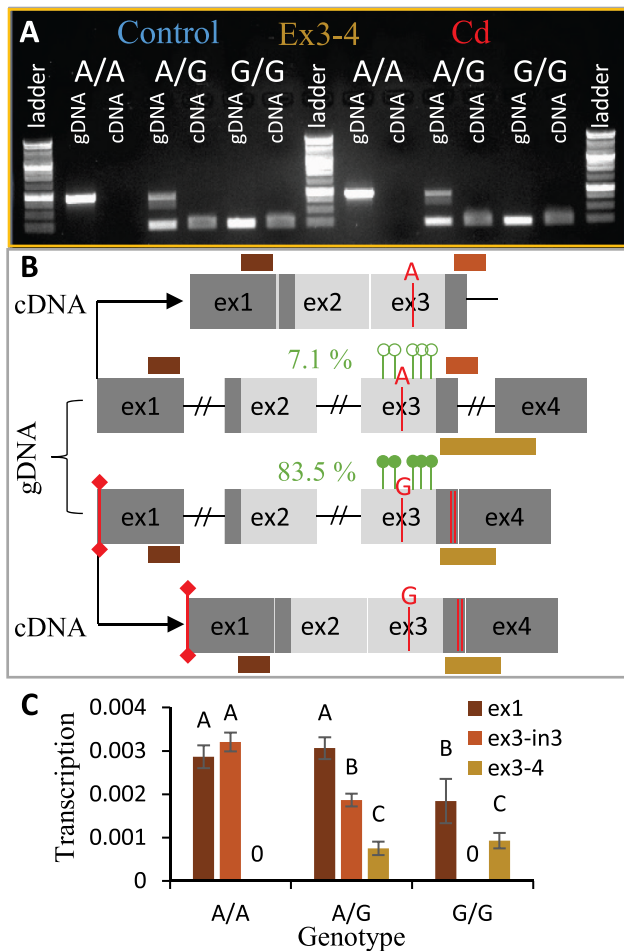 A Control Ex3-4 Cd
ladder A/A A/G G/G ladder A/A A/G G/G ladder
gDNA cDNA gDNA cDNA gDNA cDNA gDNA cDNA gDNA cDNA gDNA cDNA
B
A
cDNA ex1 ex2 ex3
7.1 %
A
ex1 // ex2 // ex3 // ex4
gDNA
83.5 %
G
ex1 // ex2 // ex3 ex4
G
cDNA ex1 ex2 ex3 ex4
C
Transcription
0.004
0.003
0.002
0.001
0
A A A B C B C
0 0
ex1
ex3-in3
ex3-4
A/A A/G G/G
Genotype